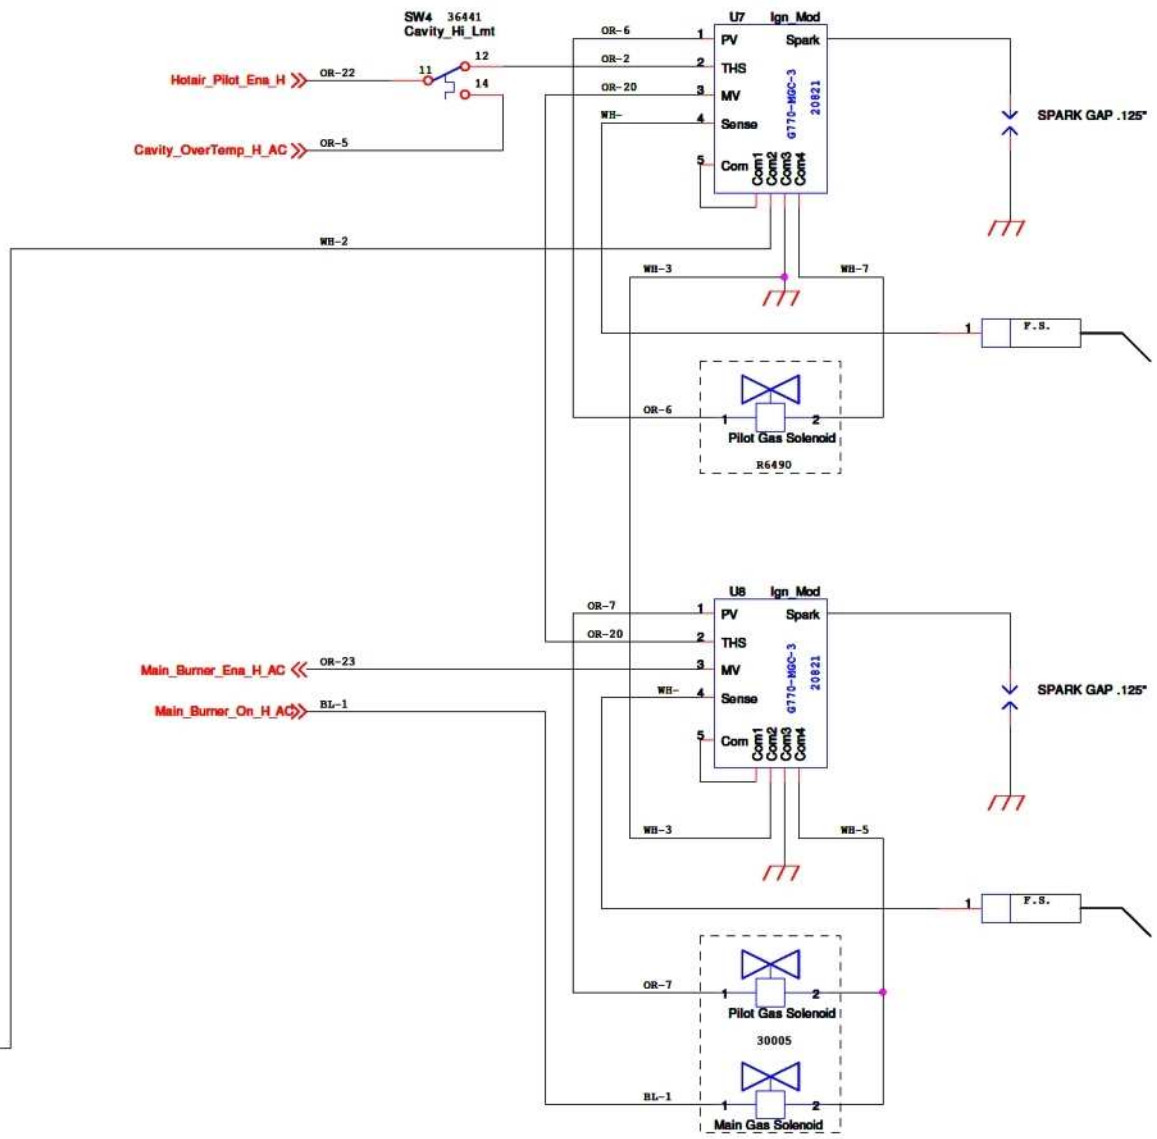 SW4 36441
Cavity_Hi_Lmt
U7 Ign_Mod
OR-6 1 PV Spark
12
Hotair_Pilot_Ena_H OR-22 11
OR-2 2 THS
14
OR-20 3 MV
WH- 4 Sense
G770-MGC-3
20821
SPARK GAP .125"
Cavity_OverTemp_H_AC OR-5
5 Com
Com1
Com2
Com3
Com4
WH-2
WH-3 WH-7
1 F.S.
OR-6 1 2
Pilot Gas Solenoid
R6490
U8 Ign_Mod
OR-7 1 PV Spark
OR-20 2 THS
Main_Burner_Ena_H_AC OR-23 3 MV
WH- 4 Sense
G770-MGC-3
20821
SPARK GAP .125"
Main_Burner_On_H_AC BL-1
5 Com
Com1
Com2
Com3
Com4
WH-3 WH-5
1 F.S.
OR-7 1 2
Pilot Gas Solenoid
30005
BL-1 1 2
Main Gas Solenoid